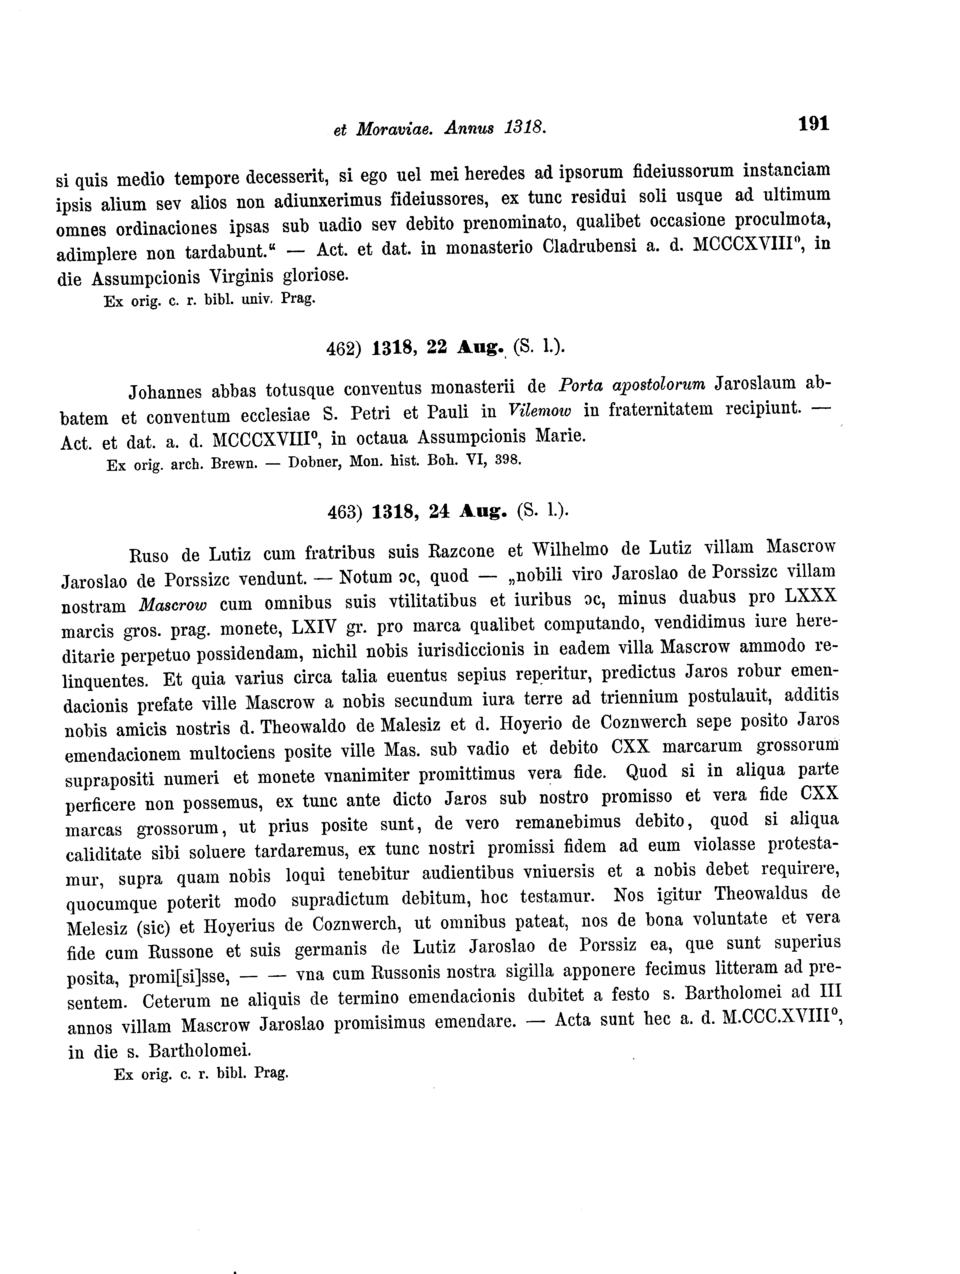 et Moraviae. Annus 1318. 191
si quis medio tempore decesserit, si ego uel mei heredes ad ipsorum fideiussorum instanciam
ipsis alium sev alios non adiunxerimus fideiussores, ex tunc residui soli usque ad ultimum
omnes ordinaciones ipsas sub uadio sev debito prenominato, qualibet occasione proculmota,
adimplere non tardabunt.“ — Act. et dat. in monasterio Cladrubensi a. d. MCCCXVIII⁰, in
die Assumpcionis Virginis gloriose.
Ex orig. c. r. bibl. univ. Prag.
462) 1318, 22 Aug. (S. l.).
Johannes abbas totusque conventus monasterii de Porta apostolorum Jaroslaum ab-
batem et conventum ecclesiae S. Petri et Pauli in Vilemow in fraternitatem recipiunt. —
Act. et dat. a. d. MCCCXVIII⁰, in octaua Assumpcionis Marie.
Ex orig. arch. Brewn. — Dobner, Mon. hist. Boh. VI, 398.
463) 1318, 24 Aug. (S. l.).
Ruso de Lutiz cum fratribus suis Razcone et Wilhelmo de Lutiz villam Mascrow
Jaroslao de Porssizc vendunt. — Notum ɔc, quod — „nobili viro Jaroslao de Porssizc villam
nostram Mascrow cum omnibus suis vtilitatibus et iuribus ɔc, minus duabus pro LXXX
marcis gros. prag. monete, LXIV gr. pro marca qualibet computando, vendidimus iure here-
ditarie perpetuo possidendam, nichil nobis iurisdiccionis in eadem villa Mascrow ammodo re-
linquentes. Et quia varius circa talia euentus sepius reperitur, predictus Jaros robur emen-
dacionis prefate ville Mascrow a nobis secundum iura terre ad triennium postulauit, additis
nobis amicis nostris d. Theowaldo de Malesiz et d. Hoyerio de Coznwerch sepe posito Jaros
emendacionem multociens posite ville Mas. sub vadio et debito CXX marcarum grossorum
suprapositi numeri et monete vnanimiter promittimus vera fide. Quod si in aliqua parte
perficere non possemus, ex tunc ante dicto Jaros sub nostro promisso et vera fide CXX
marcas grossorum, ut prius posite sunt, de vero remanebimus debito, quod si aliqua
caliditate sibi soluere tardaremus, ex tunc nostri promissi fidem ad eum violasse protesta-
mur, supra quam nobis loqui tenebitur audientibus vniuersis et a nobis debet requirere,
quocumque poterit modo supradictum debitum, hoc testamur. Nos igitur Theowaldus de
Melesiz (sic) et Hoyerius de Coznwerch, ut omnibus pateat, nos de bona voluntate et vera
fide cum Russone et suis germanis de Lutiz Jaroslao de Porssiz ea, que sunt superius
posita, promi[si]sse, — — vna cum Russonis nostra sigilla apponere fecimus litteram ad pre-
sentem. Ceterum ne aliquis de termino emendacionis dubitet a festo s. Bartholomei ad III
annos villam Mascrow Jaroslao promisimus emendare. — Acta sunt hec a. d. M.CCC.XVIII⁰,
in die s. Bartholomei.
Ex orig. c. r. bibl. Prag.